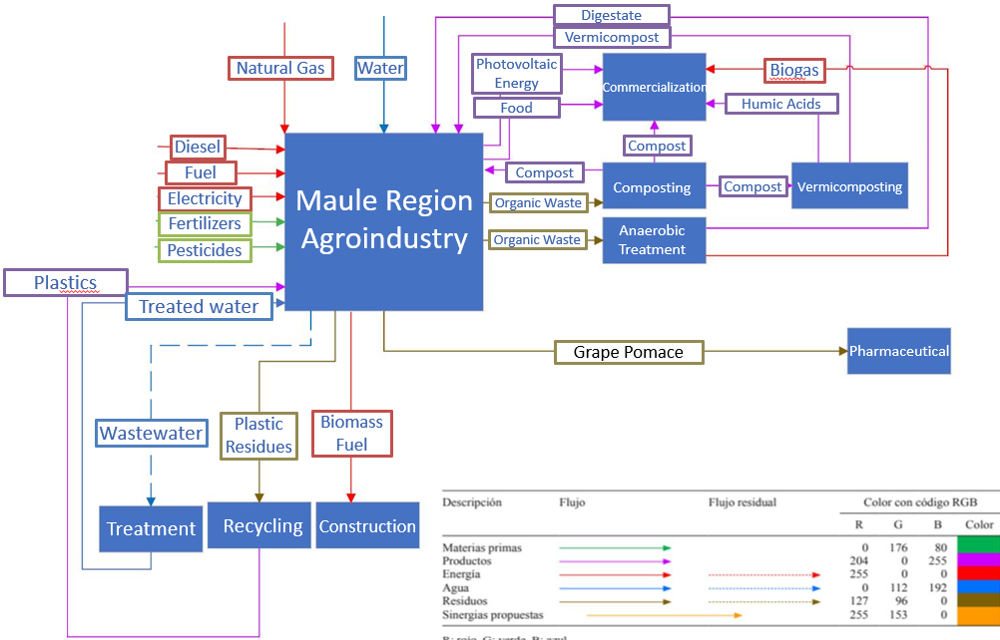 Digestate
Vermicompost
Natural Gas
Water
Photovoltaic
Energy
Food
Commercialization
Biogas
Humic Acids
Compost
Diesel
Fuel
Electricity
Fertilizers
Pesticides
Maule Region
Agroindustry
Compost
Composting
Compost
Vermicomposting
Organic Waste
Organic Waste
Anaerobic
Treatment
Plastics
Treated water
Grape Pomace
Pharmaceutical
Wastewater
Plastic
Residues
Biomass
Fuel
Treatment
Recycling
Construction
Descripción Flujo Flujo residual Color con código RGB
R G B Color
Materias primas 0 176 80
Productos 204 0 255
Energía 255 0 0
Agua 0 112 192
Residuos 127 96 0
Sinergias propuestas 255 153 0
R: rojo, G: verde, B: azul